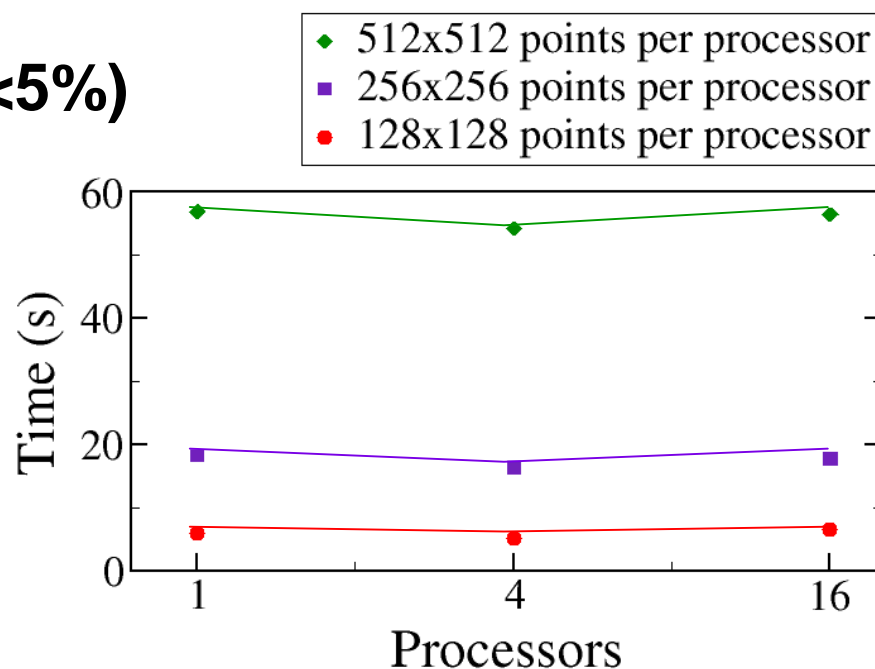 <5%)
512x512 points per processor
256x256 points per processor
128x128 points per processor
60
40
20
0
Time (s)
1 4 16
Processors